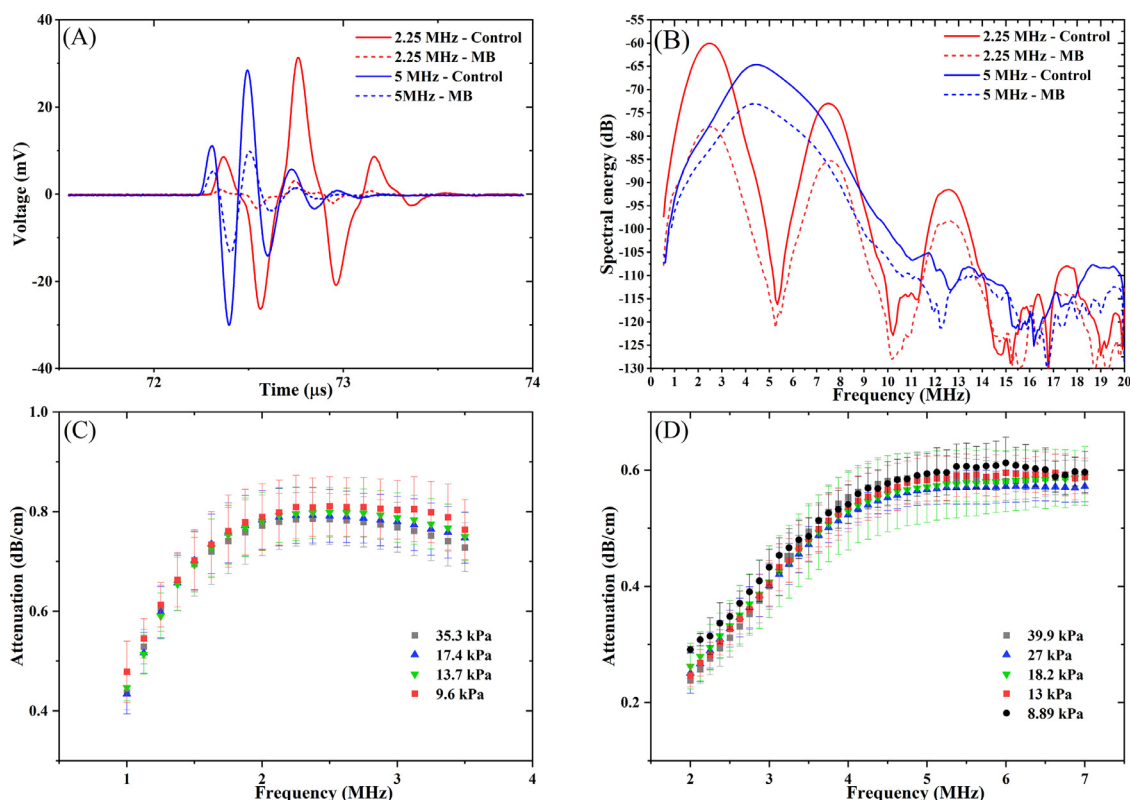 (A)
2.25 MHz - Control
2.25 MHz - MB
5 MHz - Control
5MHz - MB
40
20
0
-20
-40
Voltage (mV)
72
73
74
Time (μs)
(B)
2.25 MHz - Control
2.25 MHz - MB
5 MHz - Control
5 MHz - MB
-55
-60
-65
-70
-75
-80
-85
-90
-95
-100
-105
-110
-115
-120
-125
-130
Spectral energy (dB)
0 1 2 3 4 5 6 7 8 9 10 11 12 13 14 15 16 17 18 19 20
Frequency (MHz)
(C)
1.0
0.8
0.6
0.4
Attenuation (dB/cm)
35.3 kPa
17.4 kPa
13.7 kPa
9.6 kPa
1 2 3 4
Frequency (MHz)
(D)
0.6
0.4
0.2
Attenuation (dB/cm)
39.9 kPa
27 kPa
18.2 kPa
13 kPa
8.89 kPa
2 3 4 5 6 7
Frequency (MHz)